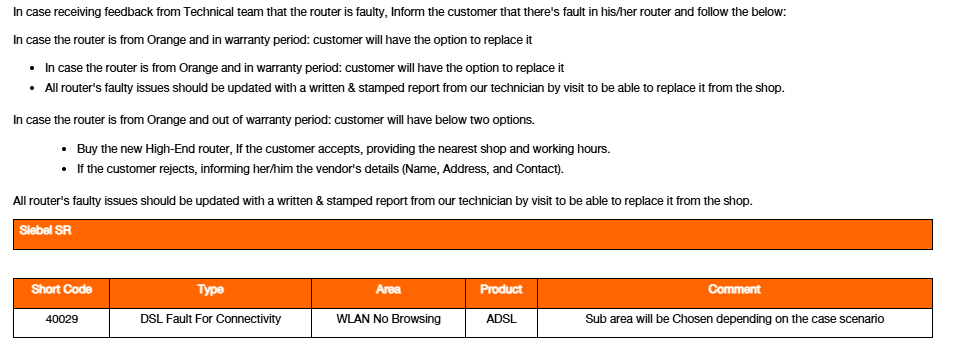 In case receiving feedback from Technical team that the router is faulty, Inform the customer that there's fault in his/her router and follow the below:
In case the router is from Orange and in warranty period: customer will have the option to replace it
• In case the router is from Orange and in warranty period: customer will have the option to replace it
• All router's faulty issues should be updated with a written & stamped report from our technician by visit to be able to replace it from the shop.
In case the router is from Orange and out of warranty period: customer will have below two options.
• Buy the new High-End router, If the customer accepts, providing the nearest shop and working hours.
• If the customer rejects, informing her/him the vendor's details (Name, Address, and Contact).
All router's faulty issues should be updated with a written & stamped report from our technician by visit to be able to replace it from the shop.
Siebel SR
Short Code Type Area Product Comment
40029 DSL Fault For Connectivity WLAN No Browsing ADSL Sub area will be Chosen depending on the case scenario